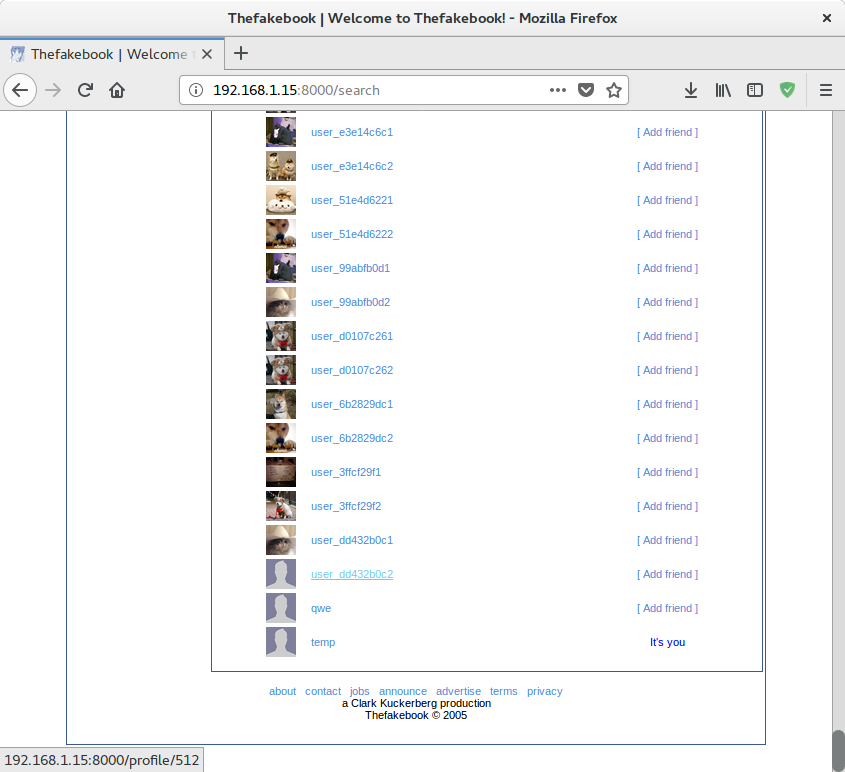 Thefakebook | Welcome to Thefakebook! - Mozilla Firefox
Thefakebook | Welcome
192.168.1.15:8000/search
user_e3e14c6c1 [ Add friend ]
user_e3e14c6c2 [ Add friend ]
user_51e4d6221 [ Add friend ]
user_51e4d6222 [ Add friend ]
user_99abfb0d1 [ Add friend ]
user_99abfb0d2 [ Add friend ]
user_d0107c261 [ Add friend ]
user_d0107c262 [ Add friend ]
user_6b2829dc1 [ Add friend ]
user_6b2829dc2 [ Add friend ]
user_3ffcf29f1 [ Add friend ]
user_3ffcf29f2 [ Add friend ]
user_dd432b0c1 [ Add friend ]
user_dd432b0c2 [ Add friend ]
qwe [ Add friend ]
temp It's you
about contact jobs announce advertise terms privacy
a Clark Kuckerberg production
Thefakebook © 2005
192.168.1.15:8000/profile/512